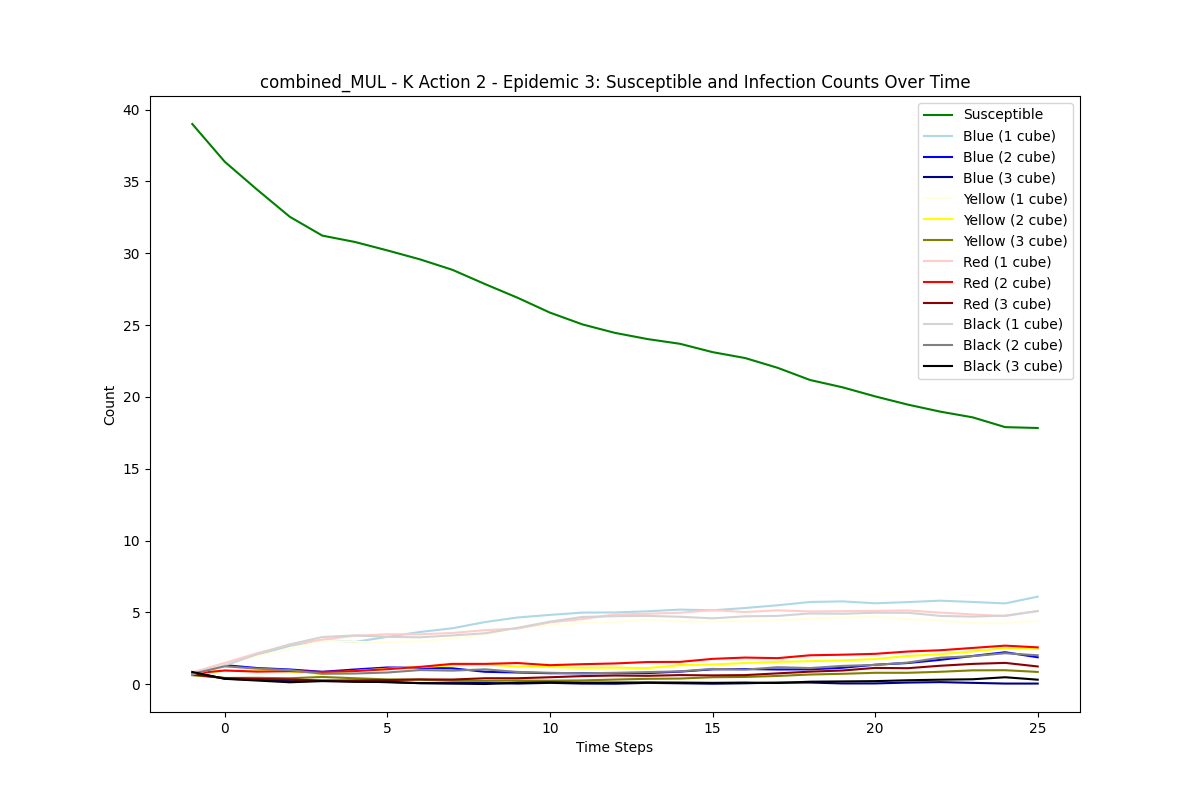 combined_MUL - K Action 2 - Epidemic 3: Susceptible and Infection Counts Over Time
40
35
30
25
20
15
10
5
0
Count
Susceptible
Blue (1 cube)
Blue (2 cube)
Blue (3 cube)
Yellow (1 cube)
Yellow (2 cube)
Yellow (3 cube)
Red (1 cube)
Red (2 cube)
Red (3 cube)
Black (1 cube)
Black (2 cube)
Black (3 cube)
0 5 10 15 20 25
Time Steps